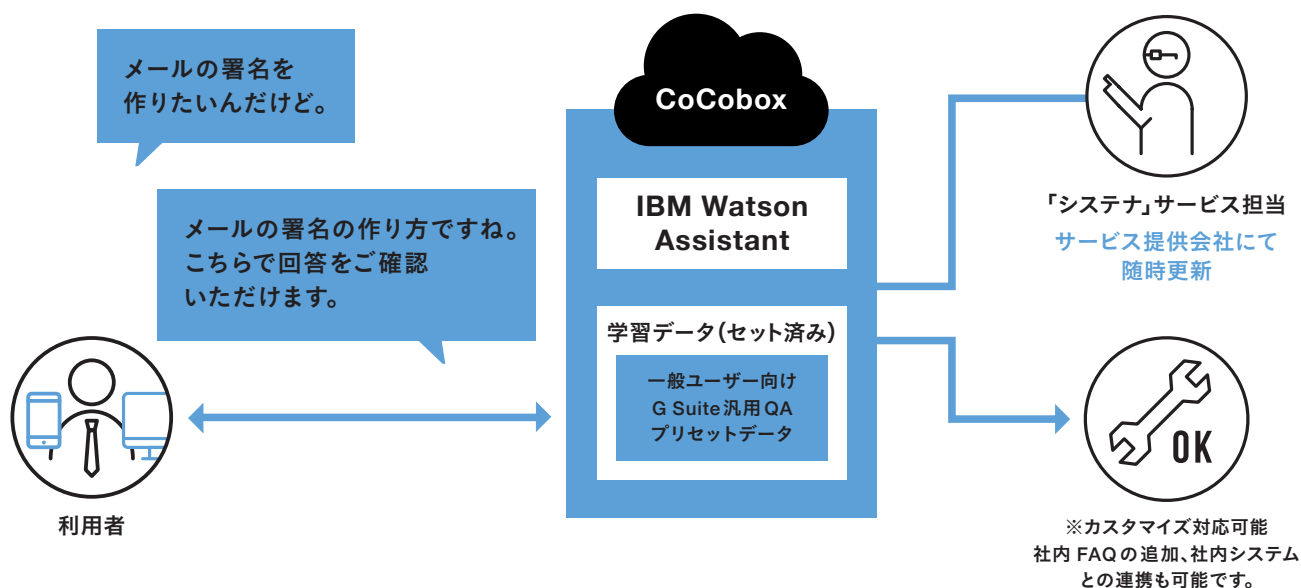 メールの署名を
作りたいんだけど。
メールの署名の作り方ですね。
こちらで回答をご確認
いただけます。
利用者
CoCobox
IBM Watson
Assistant
学習データ(セット済み)
一般ユーザー向け
G Suite汎用QA
プリセットデータ
「システナ」サービス担当
サービス提供会社にて
随時更新
OK
※カスタマイズ対応可能
社内 FAQの追加、社内システム
との連携も可能です。